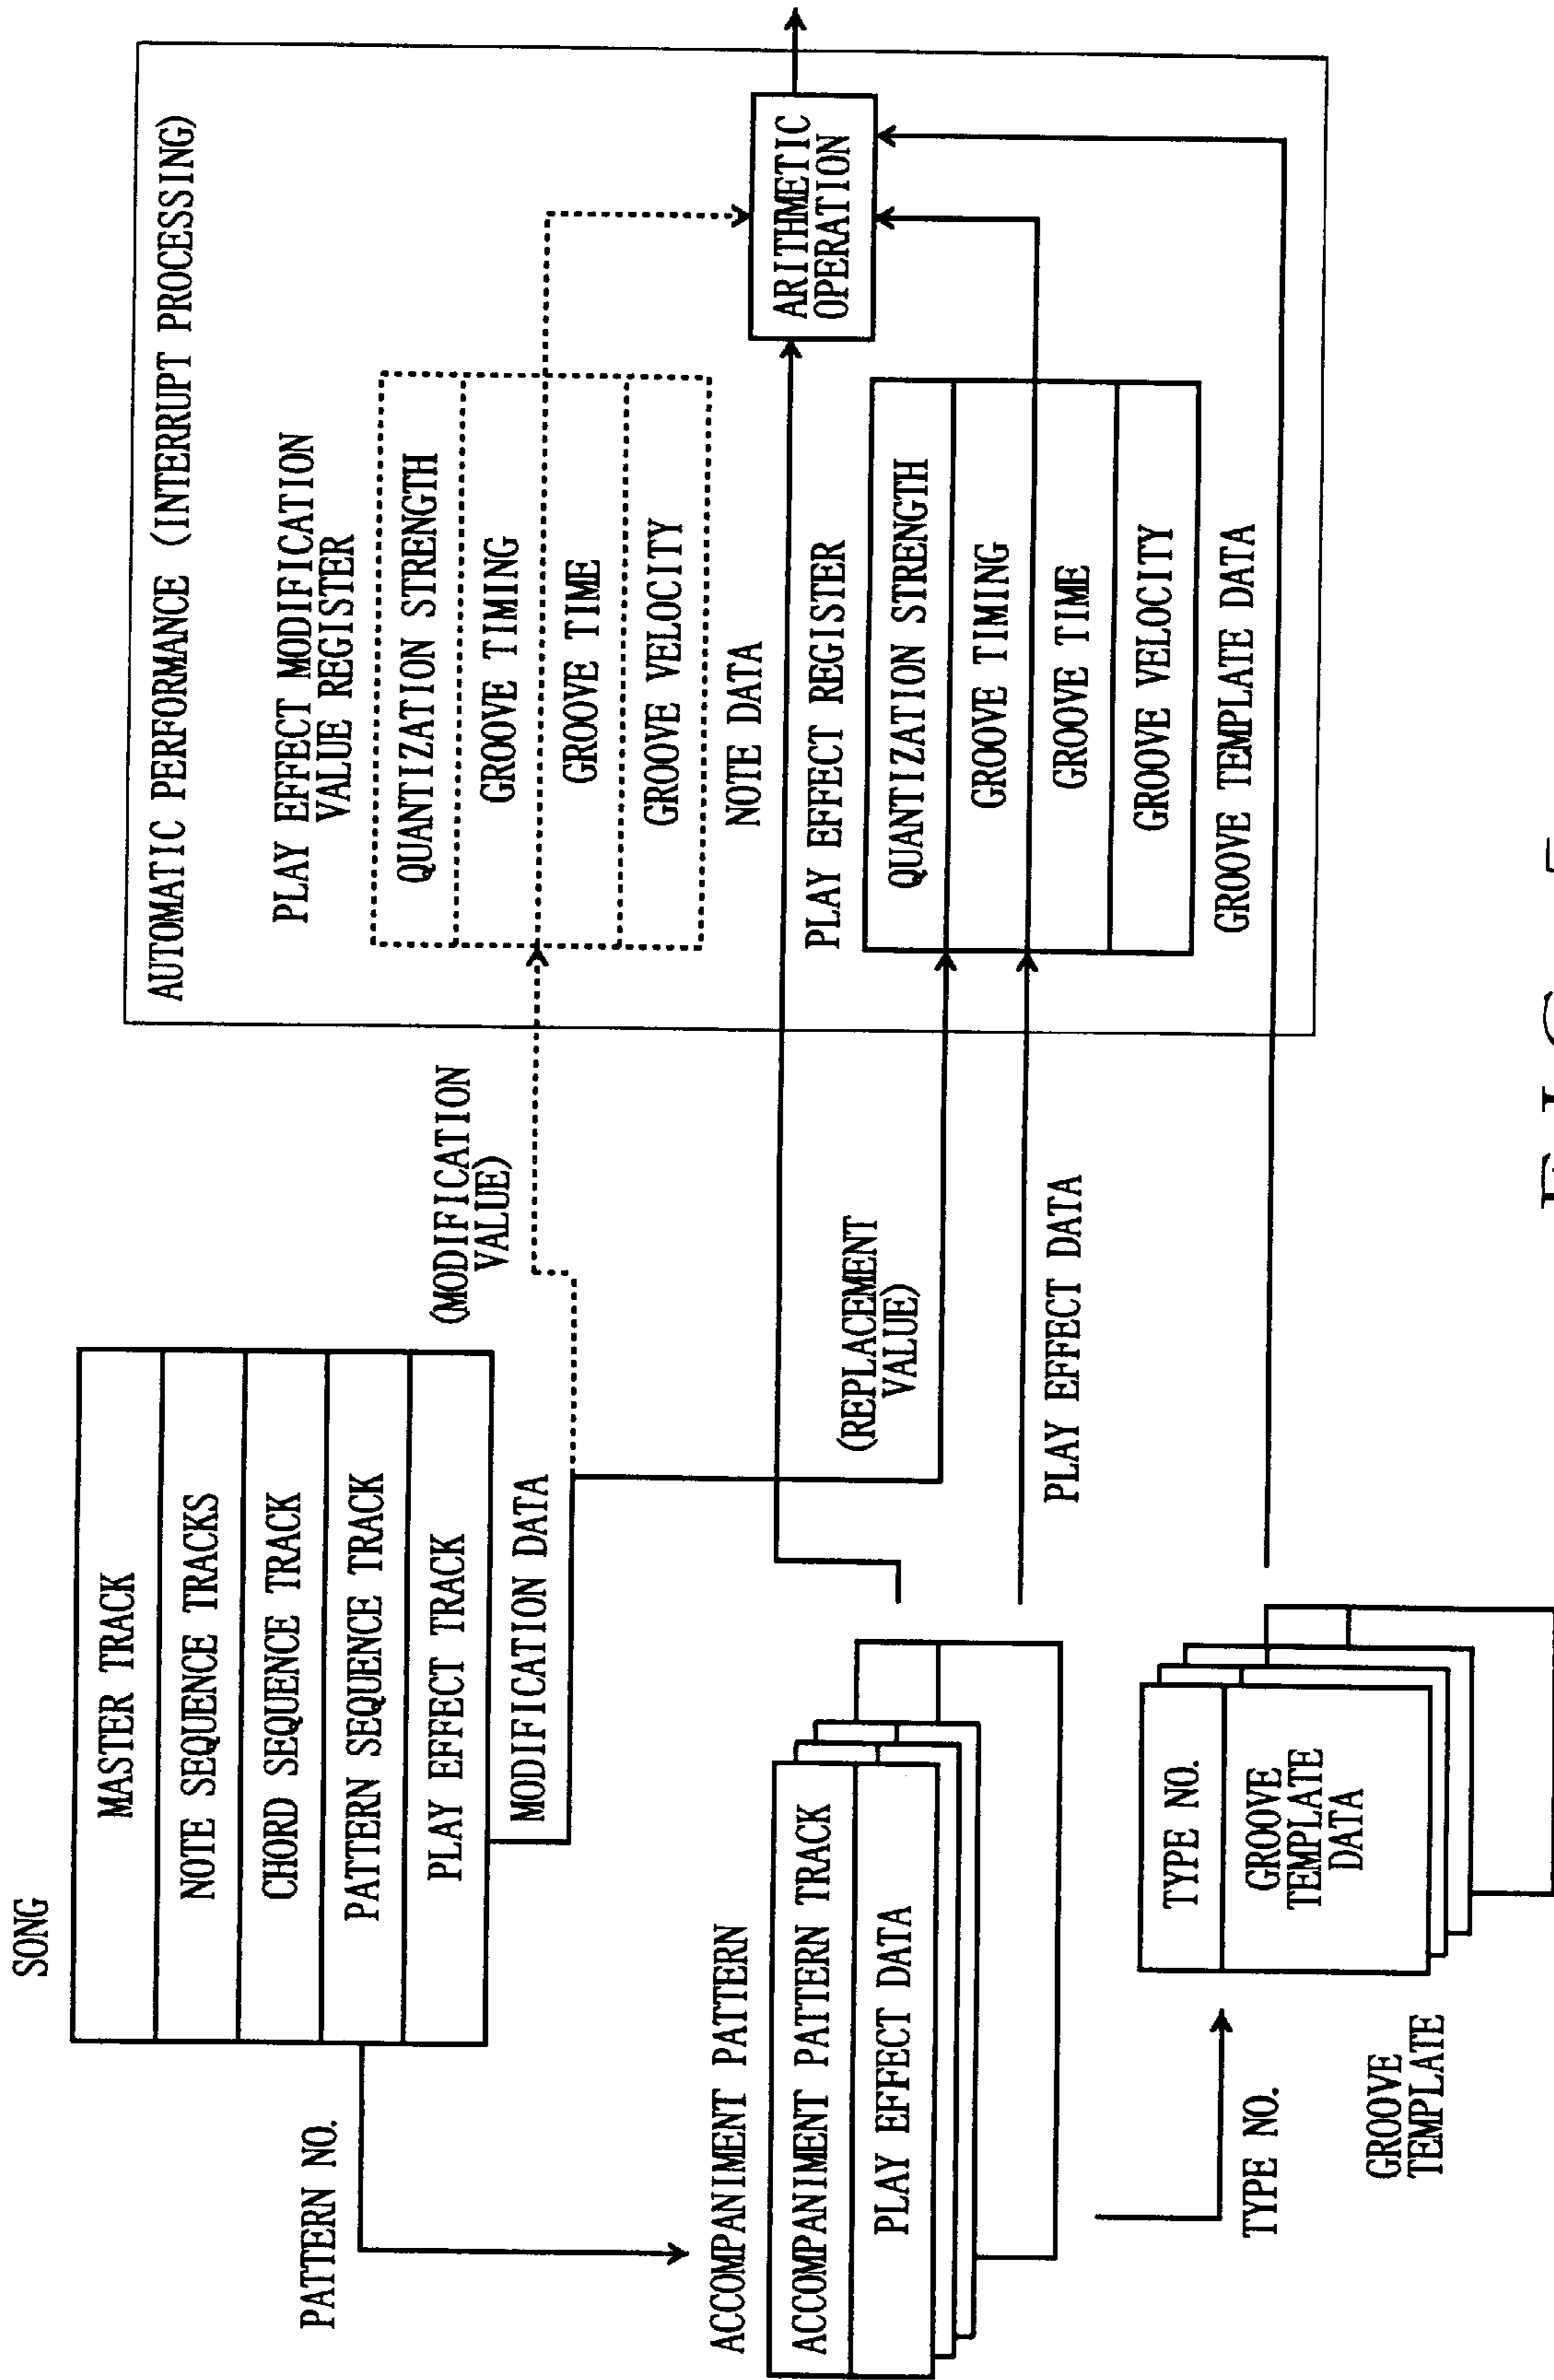 SONG
MASTER TRACK
NOTE SEQUENCE TRACKS
CHORD SEQUENCE TRACK
PATTERN SEQUENCE TRACK
PLAY EFFECT TRACK
PATTERN NO.
MODIFICATION DATA
(MODIFICATION
VALUE)
(REPLACEMENT
VALUE)
ACCOMPANIMENT PATTERN
ACCOMPANIMENT PATTERN TRACK
PLAY EFFECT DATA
PLAY EFFECT DATA
TYPE NO.
GROOVE
TEMPLATE
TYPE NO.
GROOVE
TEMPLATE
DATA
AUTOMATIC PERFORMANCE (INTERRUPT PROCESSING)
PLAY EFFECT MODIFICATION
VALUE REGISTER
QUANTIZATION STRENGTH
GROOVE TIMING
GROOVE TIME
GROOVE VELOCITY
NOTE DATA
PLAY EFFECT REGISTER
QUANTIZATION STRENGTH
GROOVE TIMING
GROOVE TIME
GROOVE VELOCITY
GROOVE TEMPLATE DATA
ARITHMETIC
OPERATION